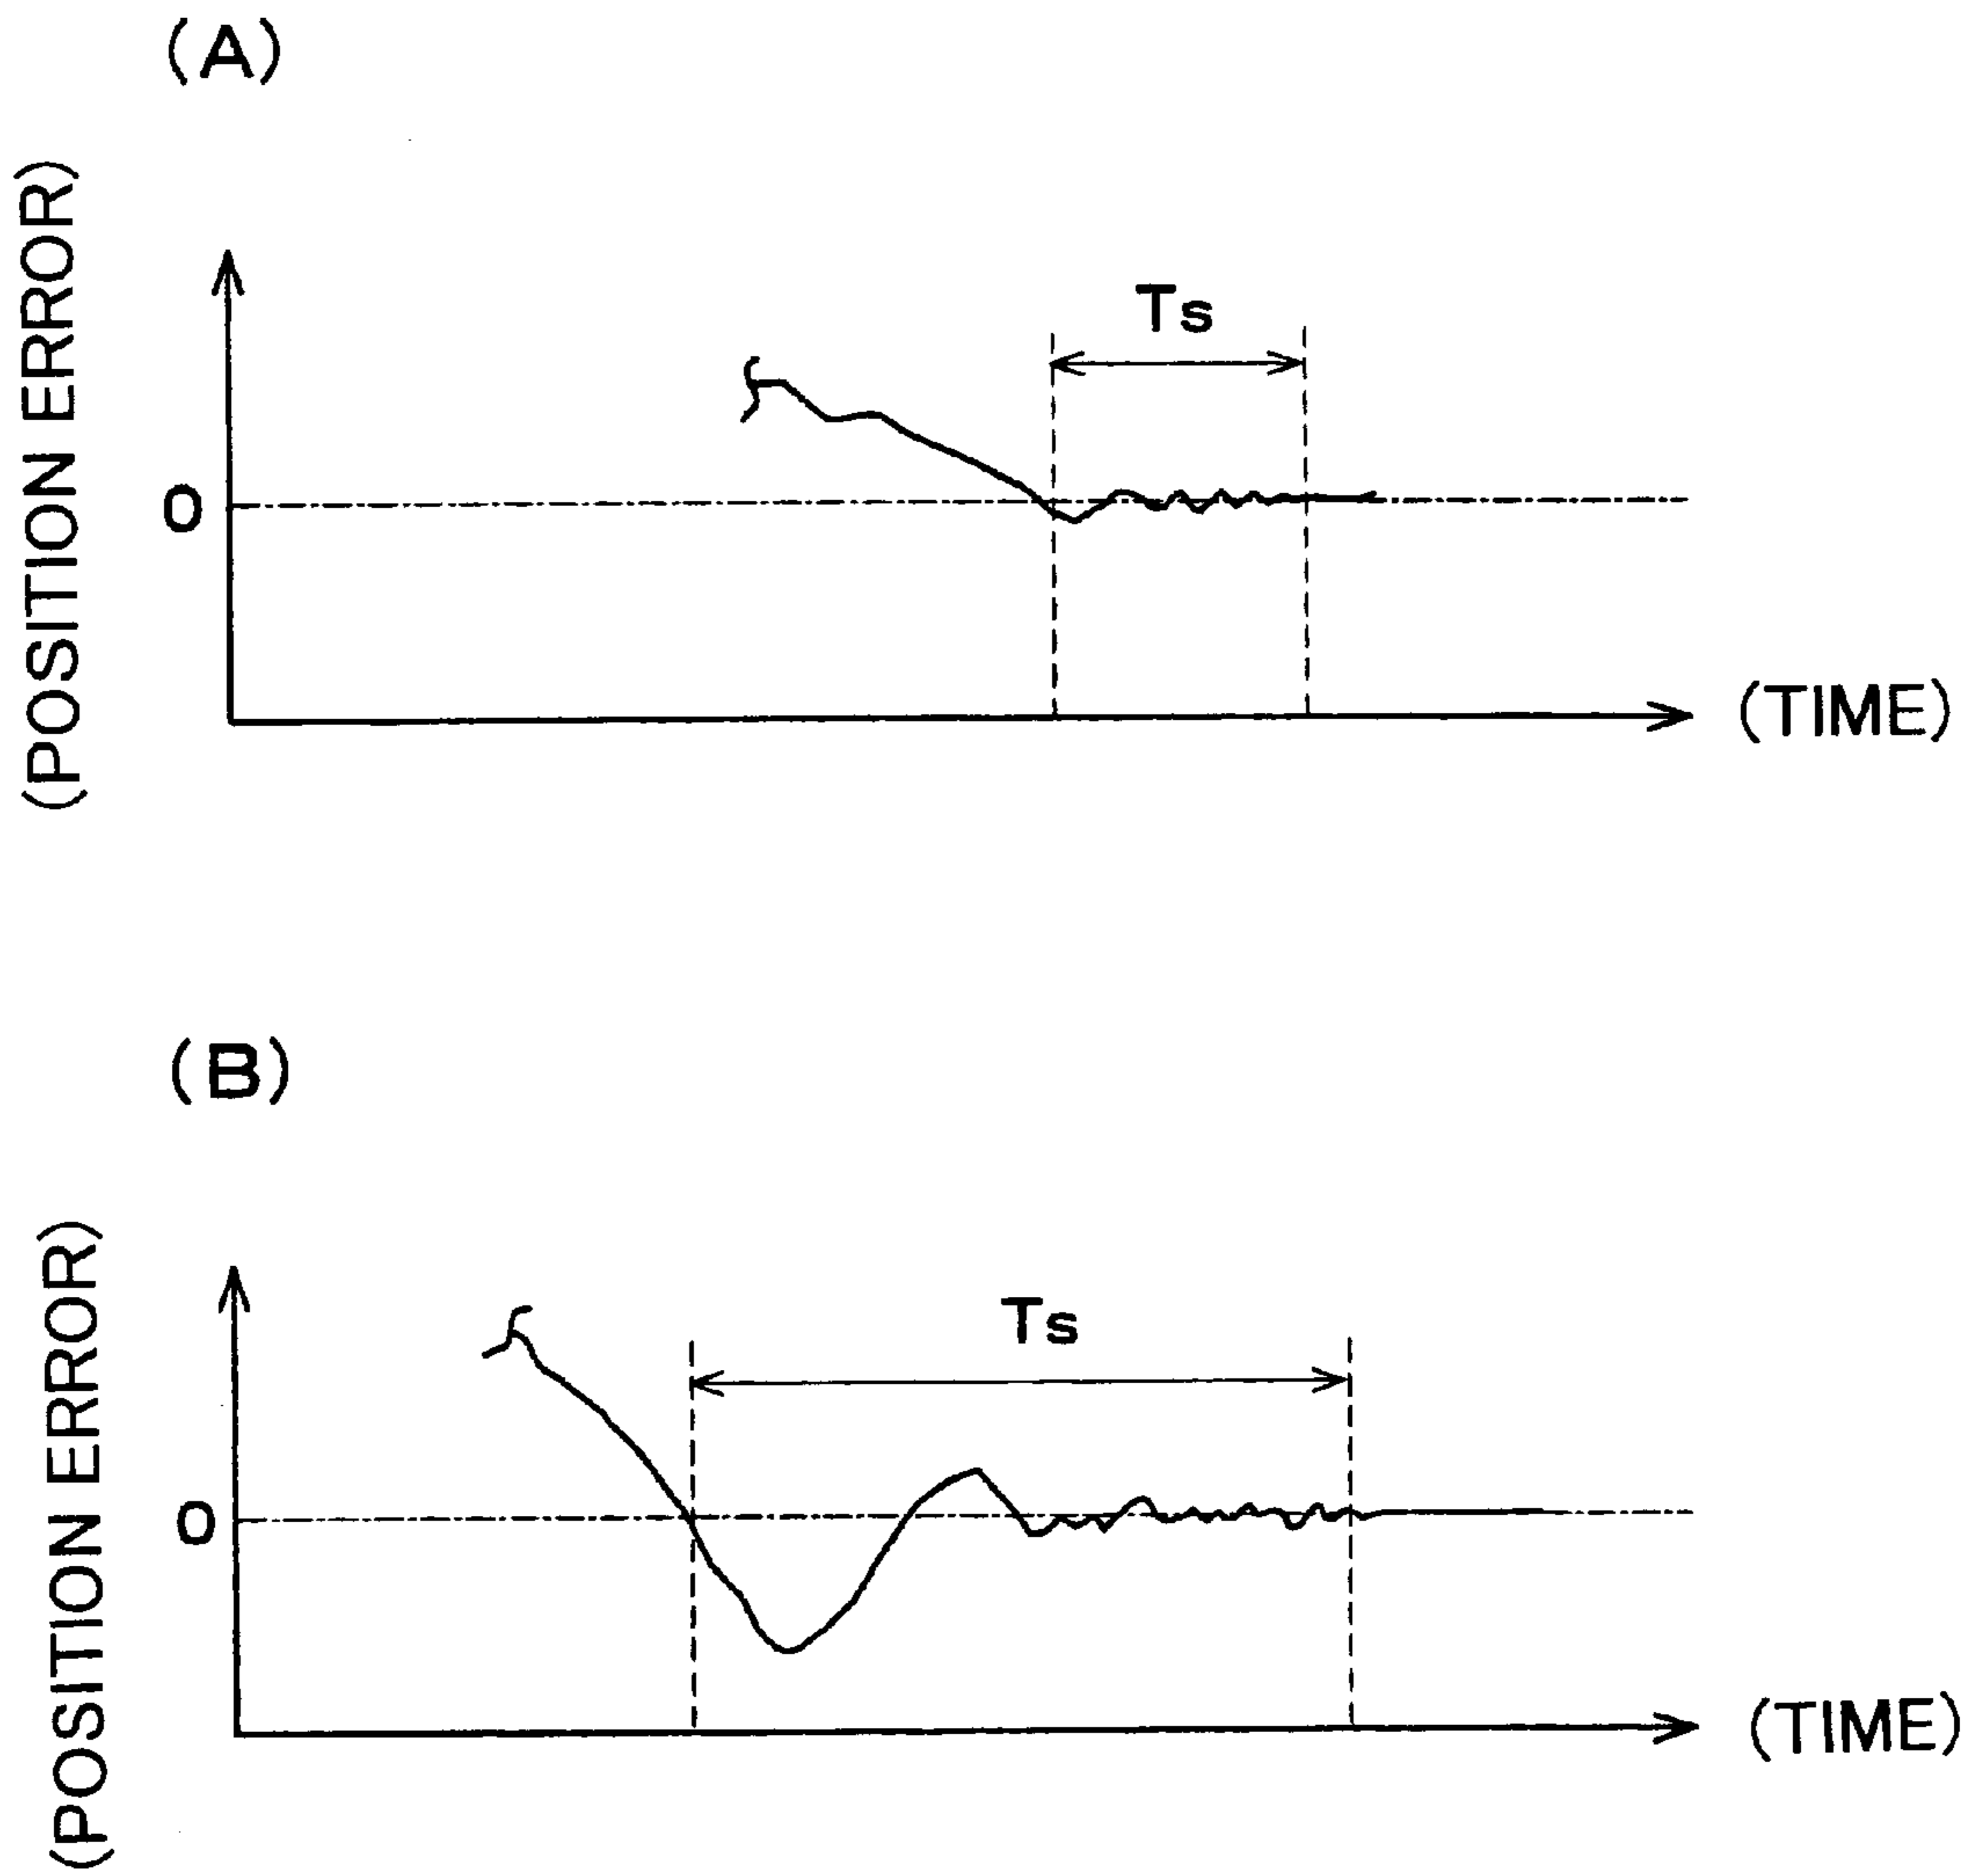 (A)
(POSITION ERROR)
Ts
0
(TIME)
(B)
(POSITION ERROR)
Ts
0
(TIME)